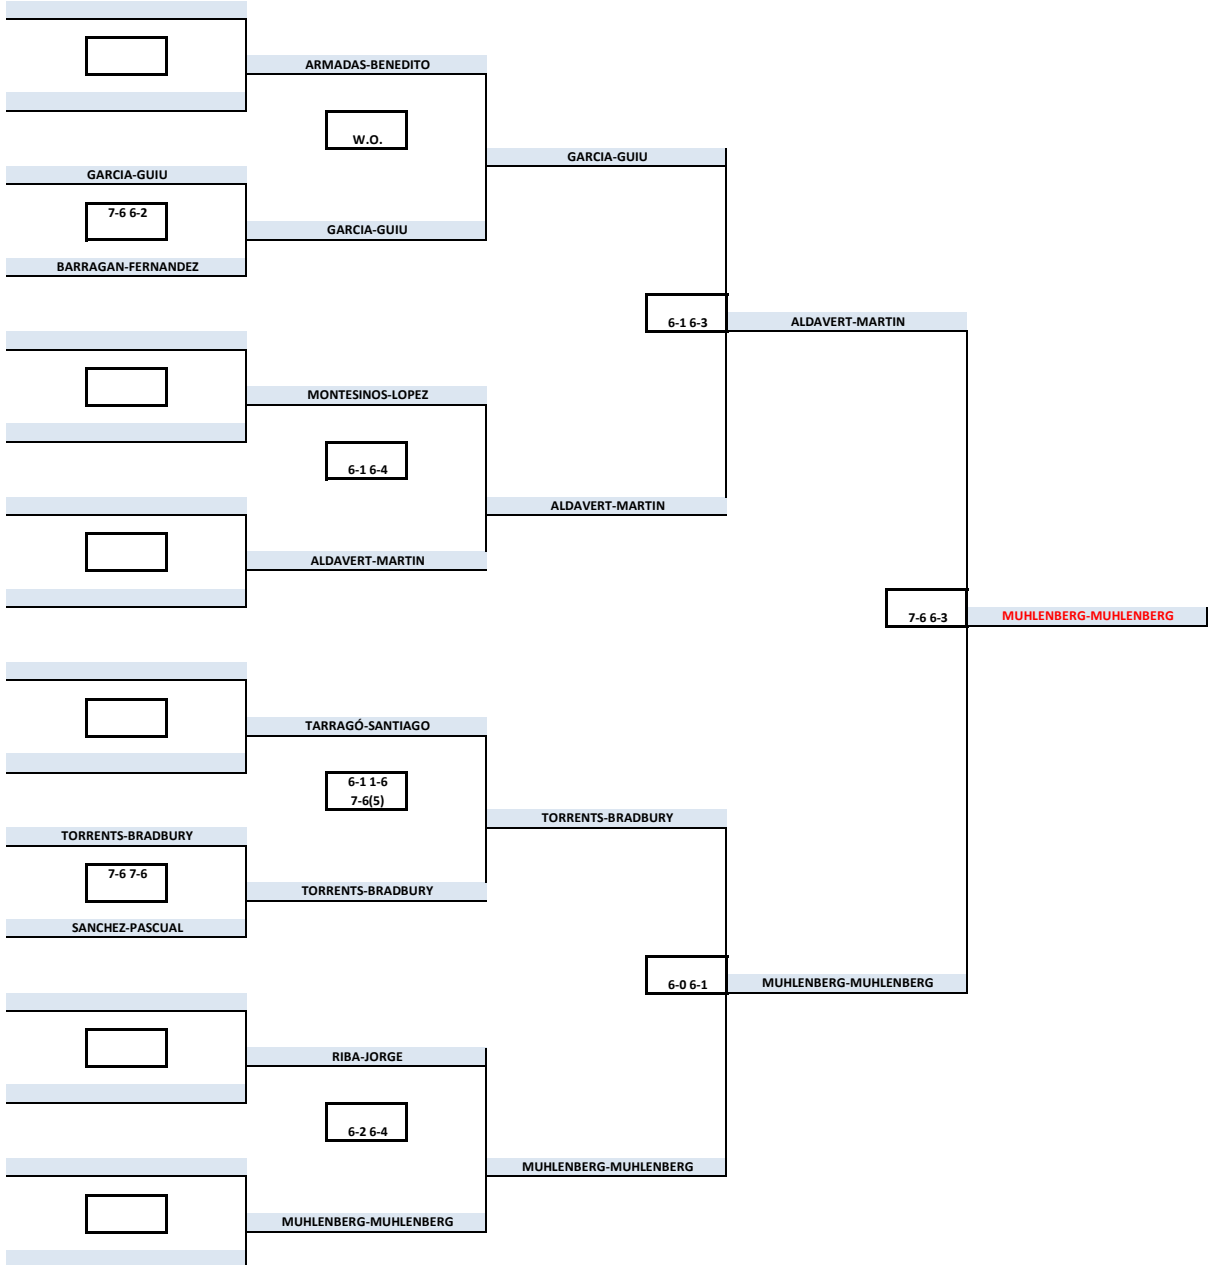 ARMADAS-BENEDITO
W.O.
GARCIA-GUIU
GARCIA-GUIU
7-6 6-2
GARCIA-GUIU
BARRAGAN-FERNANDEZ
6-1 6-3
ALDAVERT-MARTIN
MONTESINOS-LOPEZ
6-1 6-4
ALDAVERT-MARTIN
ALDAVERT-MARTIN
7-6 6-3
MUHLENBERG-MUHLENBERG
TARRAGÓ-SANTIAGO
6-1 1-6
7-6(5)
TORRENTS-BRADBURY
TORRENTS-BRADBURY
7-6 7-6
TORRENTS-BRADBURY
SANCHEZ-PASCUAL
6-0 6-1
MUHLENBERG-MUHLENBERG
RIBA-JORGE
6-2 6-4
MUHLENBERG-MUHLENBERG
MUHLENBERG-MUHLENBERG